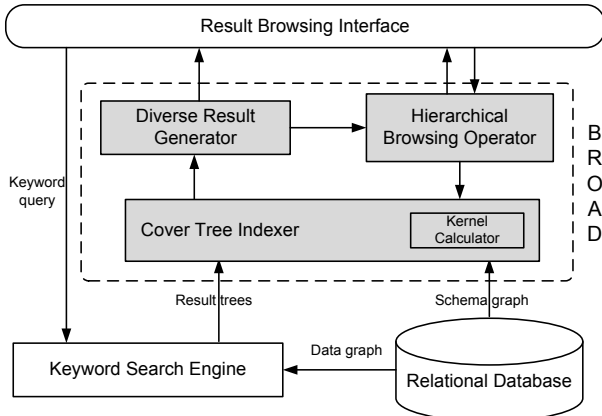 Result Browsing Interface
Diverse Result
Generator
Hierarchical
Browsing Operator
B
R
O
A
D
Keyword
query
Cover Tree Indexer
Kernel
Calculator
Result trees
Schema graph
Keyword Search Engine
Data graph
Relational Database